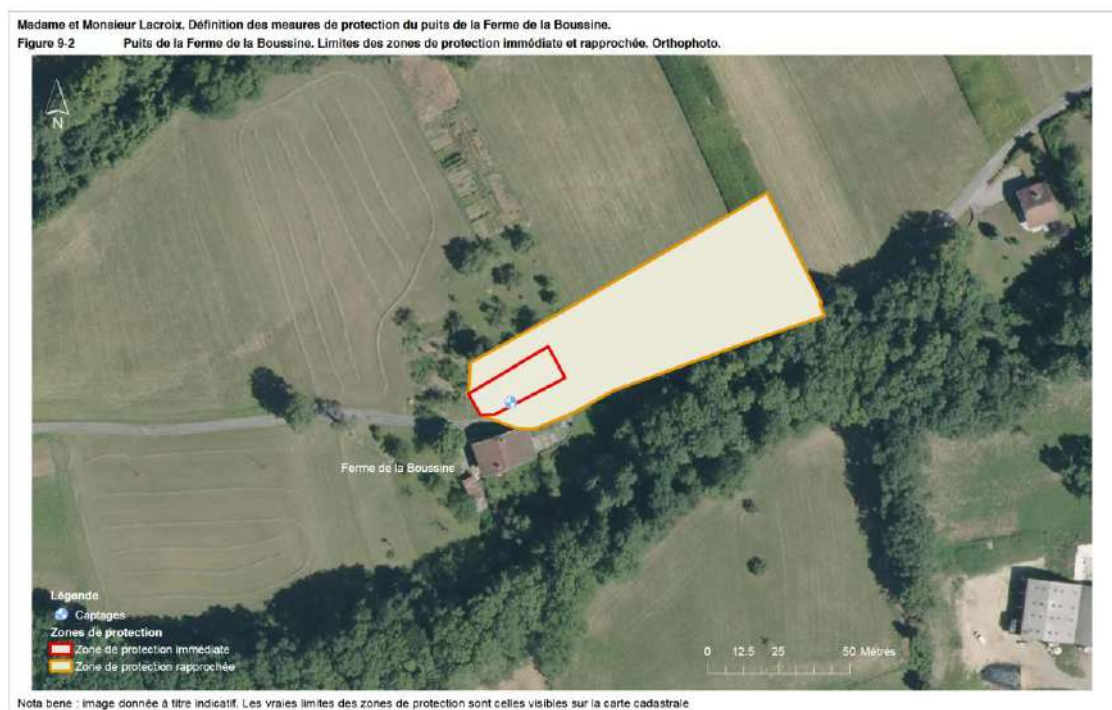 Madame et Monsieur Lacroix. Définition des mesures de protection du puits de la Ferme de la Boussine.
Figure 9-2 Puits de la Ferme de la Boussine. Limites des zones de protection immédiate et rapprochée. Orthophoto.
N
Ferme de la Boussine
Légende
Captages
Zones de protection
Zone de protection immédiate
Zone de protection rapprochée
0 12.5 25 50 Mètres
Nota bene : image donnée à titre indicatif. Les vraies limites des zones de protection sont celles visibles sur la carte cadastrale